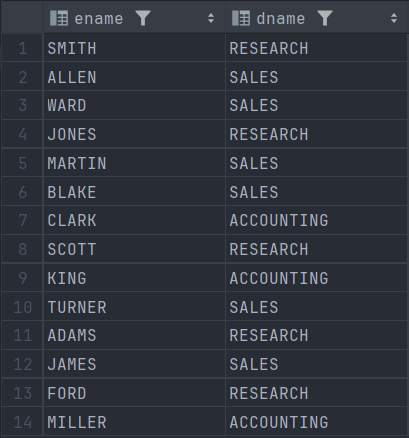 ename dname
1 SMITH RESEARCH
2 ALLEN SALES
3 WARD SALES
4 JONES RESEARCH
5 MARTIN SALES
6 BLAKE SALES
7 CLARK ACCOUNTING
8 SCOTT RESEARCH
9 KING ACCOUNTING
10 TURNER SALES
11 ADAMS RESEARCH
12 JAMES SALES
13 FORD RESEARCH
14 MILLER ACCOUNTING